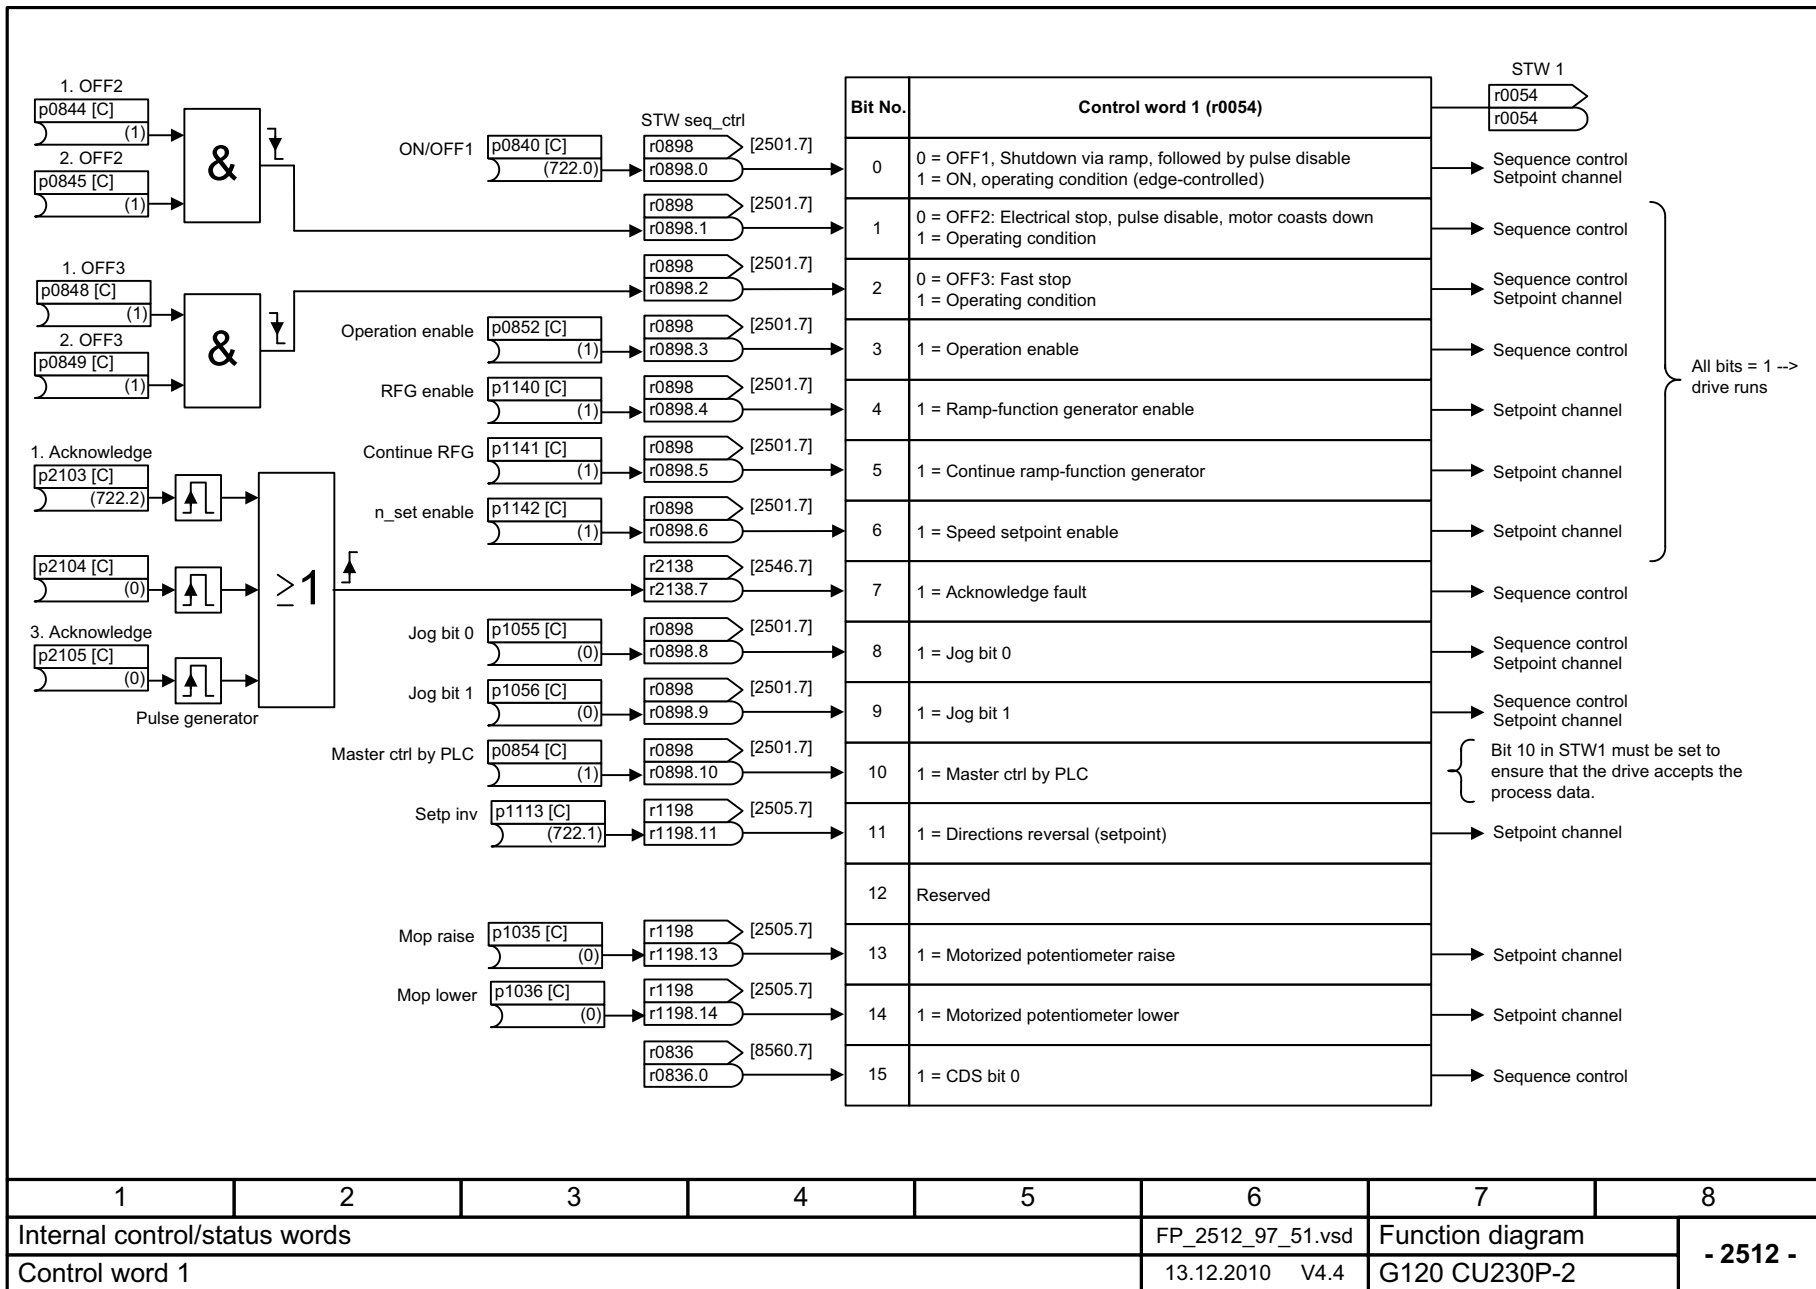 1. OFF2
p0844 [C]
(1)
2. OFF2
p0845 [C]
(1)
&
1. OFF3
p0848 [C]
(1)
2. OFF3
p0849 [C]
(1)
&
1. Acknowledge
p2103 [C]
(722.2)
p2104 [C]
(0)
3. Acknowledge
p2105 [C]
(0)
Pulse generator
≥1
STW seq_ctrl
Bit No.
Control word 1 (r0054)
STW 1
r0054
r0054
ON/OFF1
p0840 [C]
(722.0)
r0898
[2501.7]
r0898.0
0
0 = OFF1, Shutdown via ramp, followed by pulse disable
1 = ON, operating condition (edge-controlled)
Sequence control
Setpoint channel
r0898
[2501.7]
r0898.1
1
0 = OFF2: Electrical stop, pulse disable, motor coasts down
1 = Operating condition
Sequence control
r0898
[2501.7]
r0898.2
2
0 = OFF3: Fast stop
1 = Operating condition
Sequence control
Setpoint channel
Operation enable
p0852 [C]
(1)
r0898
[2501.7]
r0898.3
3
1 = Operation enable
Sequence control
All bits = 1 -->
drive runs
RFG enable
p1140 [C]
(1)
r0898
[2501.7]
r0898.4
4
1 = Ramp-function generator enable
Setpoint channel
Continue RFG
p1141 [C]
(1)
r0898
[2501.7]
r0898.5
5
1 = Continue ramp-function generator
Setpoint channel
n_set enable
p1142 [C]
(1)
r0898
[2501.7]
r0898.6
6
1 = Speed setpoint enable
Setpoint channel
r2138
[2546.7]
r2138.7
7
1 = Acknowledge fault
Sequence control
Jog bit 0
p1055 [C]
(0)
r0898
[2501.7]
r0898.8
8
1 = Jog bit 0
Sequence control
Setpoint channel
Jog bit 1
p1056 [C]
(0)
r0898
[2501.7]
r0898.9
9
1 = Jog bit 1
Sequence control
Setpoint channel
Master ctrl by PLC
p0854 [C]
(1)
r0898
[2501.7]
r0898.10
10
1 = Master ctrl by PLC
Bit 10 in STW1 must be set to
ensure that the drive accepts the
process data.
Setp inv
p1113 [C]
(722.1)
r1198
[2505.7]
r1198.11
11
1 = Directions reversal (setpoint)
Setpoint channel
12
Reserved
Mop raise
p1035 [C]
(0)
r1198
[2505.7]
r1198.13
13
1 = Motorized potentiometer raise
Setpoint channel
Mop lower
p1036 [C]
(0)
r1198
[2505.7]
r1198.14
14
1 = Motorized potentiometer lower
Setpoint channel
r0836
[8560.7]
r0836.0
15
1 = CDS bit 0
Sequence control
1 2 3 4 5 6 7 8
Internal control/status words
FP_2512_97_51.vsd
Function diagram
- 2512 -
Control word 1
13.12.2010 V4.4
G120 CU230P-2